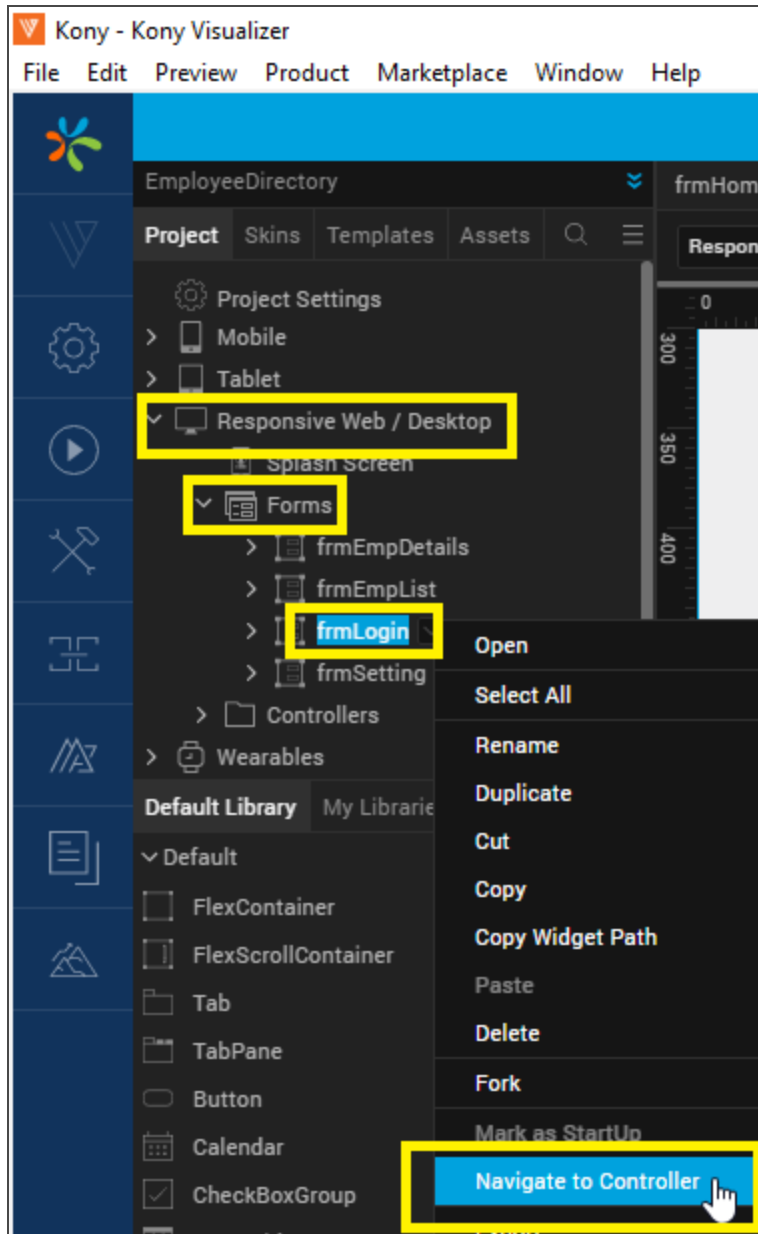 Kony - Kony Visualizer
File Edit Preview Product Marketplace Window Help
EmployeeDirectory
frmHom
Project Skins Templates Assets
Respon
Project Settings
0
Mobile
300
Tablet
Responsive Web / Desktop
350
Splash Screen
Forms
frmEmpDetails
400
frmEmpList
frmLogin
Open
frmSetting
Select All
Controllers
Rename
Wearables
Duplicate
Default Library My Librarie
Cut
Default
Copy
FlexContainer
Copy Widget Path
FlexScrollContainer
Paste
Tab
Delete
TabPane
Fork
Button
Mark as StartUp
Calendar
Navigate to Controller
CheckBoxGroup